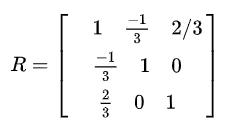 1 -1/3 2/3
R = -1/3 1 0
2/3 0 1